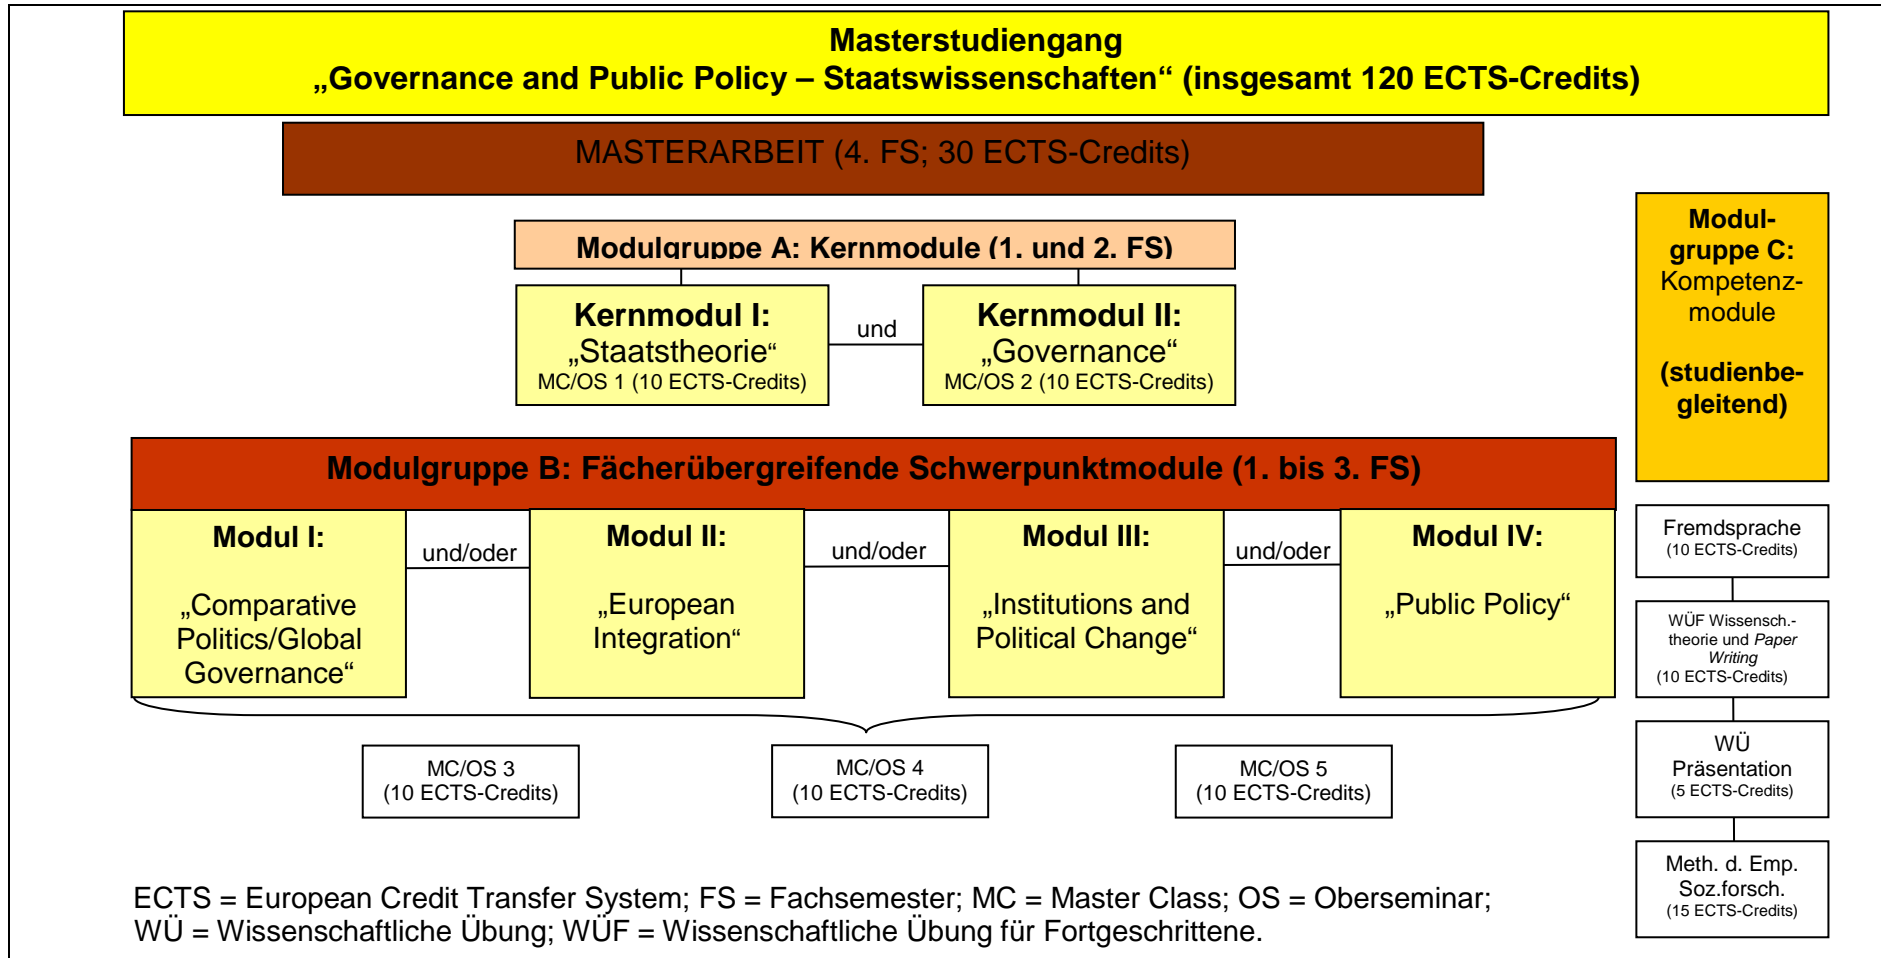 Masterstudiengang
„Governance and Public Policy – Staatswissenschaften“ (insgesamt 120 ECTS-Credits)
MASTERARBEIT (4. FS; 30 ECTS-Credits)
Modulgruppe A: Kernmodule (1. und 2. FS)
Kernmodul I:
„Staatstheorie“
MC/OS 1 (10 ECTS-Credits)
und
Kernmodul II:
„Governance“
MC/OS 2 (10 ECTS-Credits)
Modulgruppe B: Fächerübergreifende Schwerpunktmodule (1. bis 3. FS)
Modul I:
„Comparative
Politics/Global
Governance“
und/oder
Modul II:
„European
Integration“
und/oder
Modul III:
„Institutions and
Political Change“
und/oder
Modul IV:
„Public Policy“
MC/OS 3
(10 ECTS-Credits)
MC/OS 4
(10 ECTS-Credits)
MC/OS 5
(10 ECTS-Credits)
Modul-
gruppe C:
Kompetenz-
module
(studienbe-
gleitend)
Fremdsprache
(10 ECTS-Credits)
WÜF Wissensch.-
theorie und Paper
Writing
(10 ECTS-Credits)
WÜ
Präsentation
(5 ECTS-Credits)
Meth. d. Emp.
Soz.forsch.
(15 ECTS-Credits)
ECTS = European Credit Transfer System; FS = Fachsemester; MC = Master Class; OS = Oberseminar;
WÜ = Wissenschaftliche Übung; WÜF = Wissenschaftliche Übung für Fortgeschrittene.